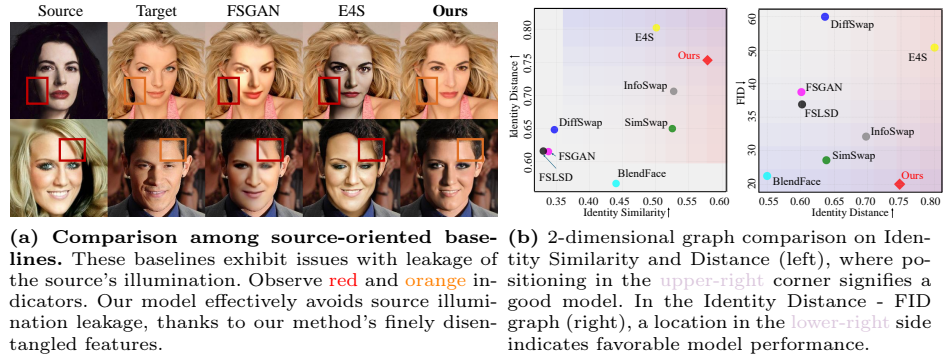 Source Target FSGAN E4S Ours
(a) Comparison among source-oriented base-
lines. These baselines exhibit issues with leakage of
the source's illumination. Observe red and orange in-
dicators. Our model effectively avoids source illumi-
nation leakage, thanks to our method's finely disen-
tangled features.
Identity Distance↑
0.80
0.75
0.70
0.65
0.60
E4S
Ours
InfoSwap
SimSwap
DiffSwap
FSGAN
FSLSD
BlendFace
0.35 0.40 0.45 0.50 0.55 0.60
Identity Similarity↑
FID↓
60
50
45
40
35
30
25
20
DiffSwap
E4S
FSGAN
FSLSD
InfoSwap
SimSwap
BlendFace
Ours
0.55 0.60 0.65 0.70 0.75 0.80
Identity Distance↑
(b) 2-dimensional graph comparison on Iden-
tity Similarity and Distance (left), where po-
sitioning in the upper-right corner signifies a
good model. In the Identity Distance - FID
graph (right), a location in the lower-right side
indicates favorable model performance.